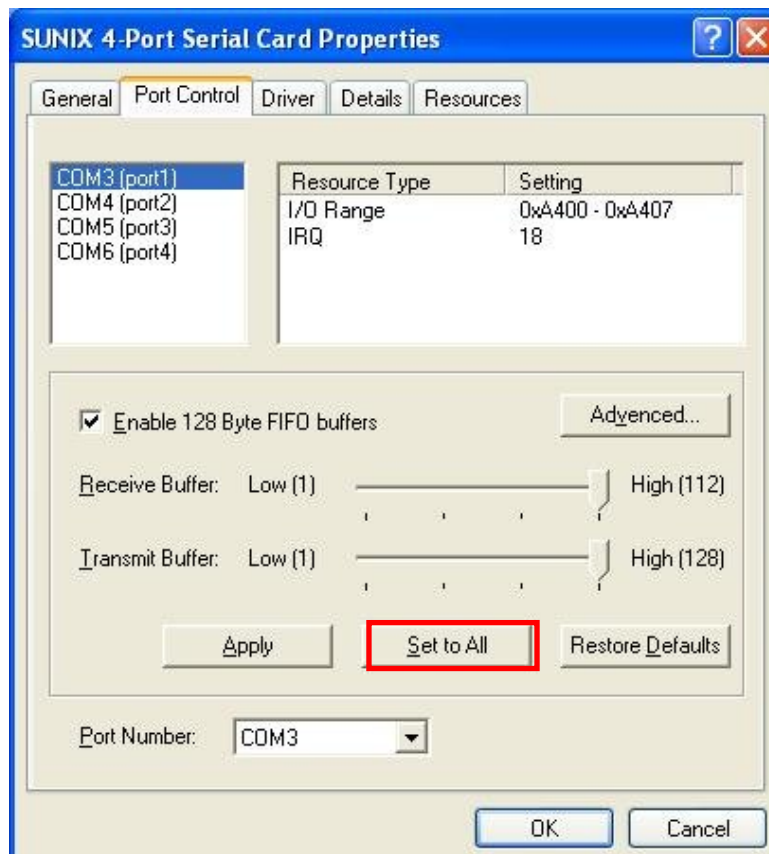 SUNIX 4-Port Serial Card Properties
General Port Control Driver Details Resources
COM3 (port1)
COM4 (port2)
COM5 (port3)
COM6 (port4)
Resource Type Setting
I/O Range 0xA400 - 0xA407
IRQ 18
Enable 128 Byte FIFO buffers
Advenced...
Receive Buffer: Low (1) High (112)
Transmit Buffer: Low (1) High (128)
Apply Set to All Restore Defaults
Port Number: COM3
OK Cancel